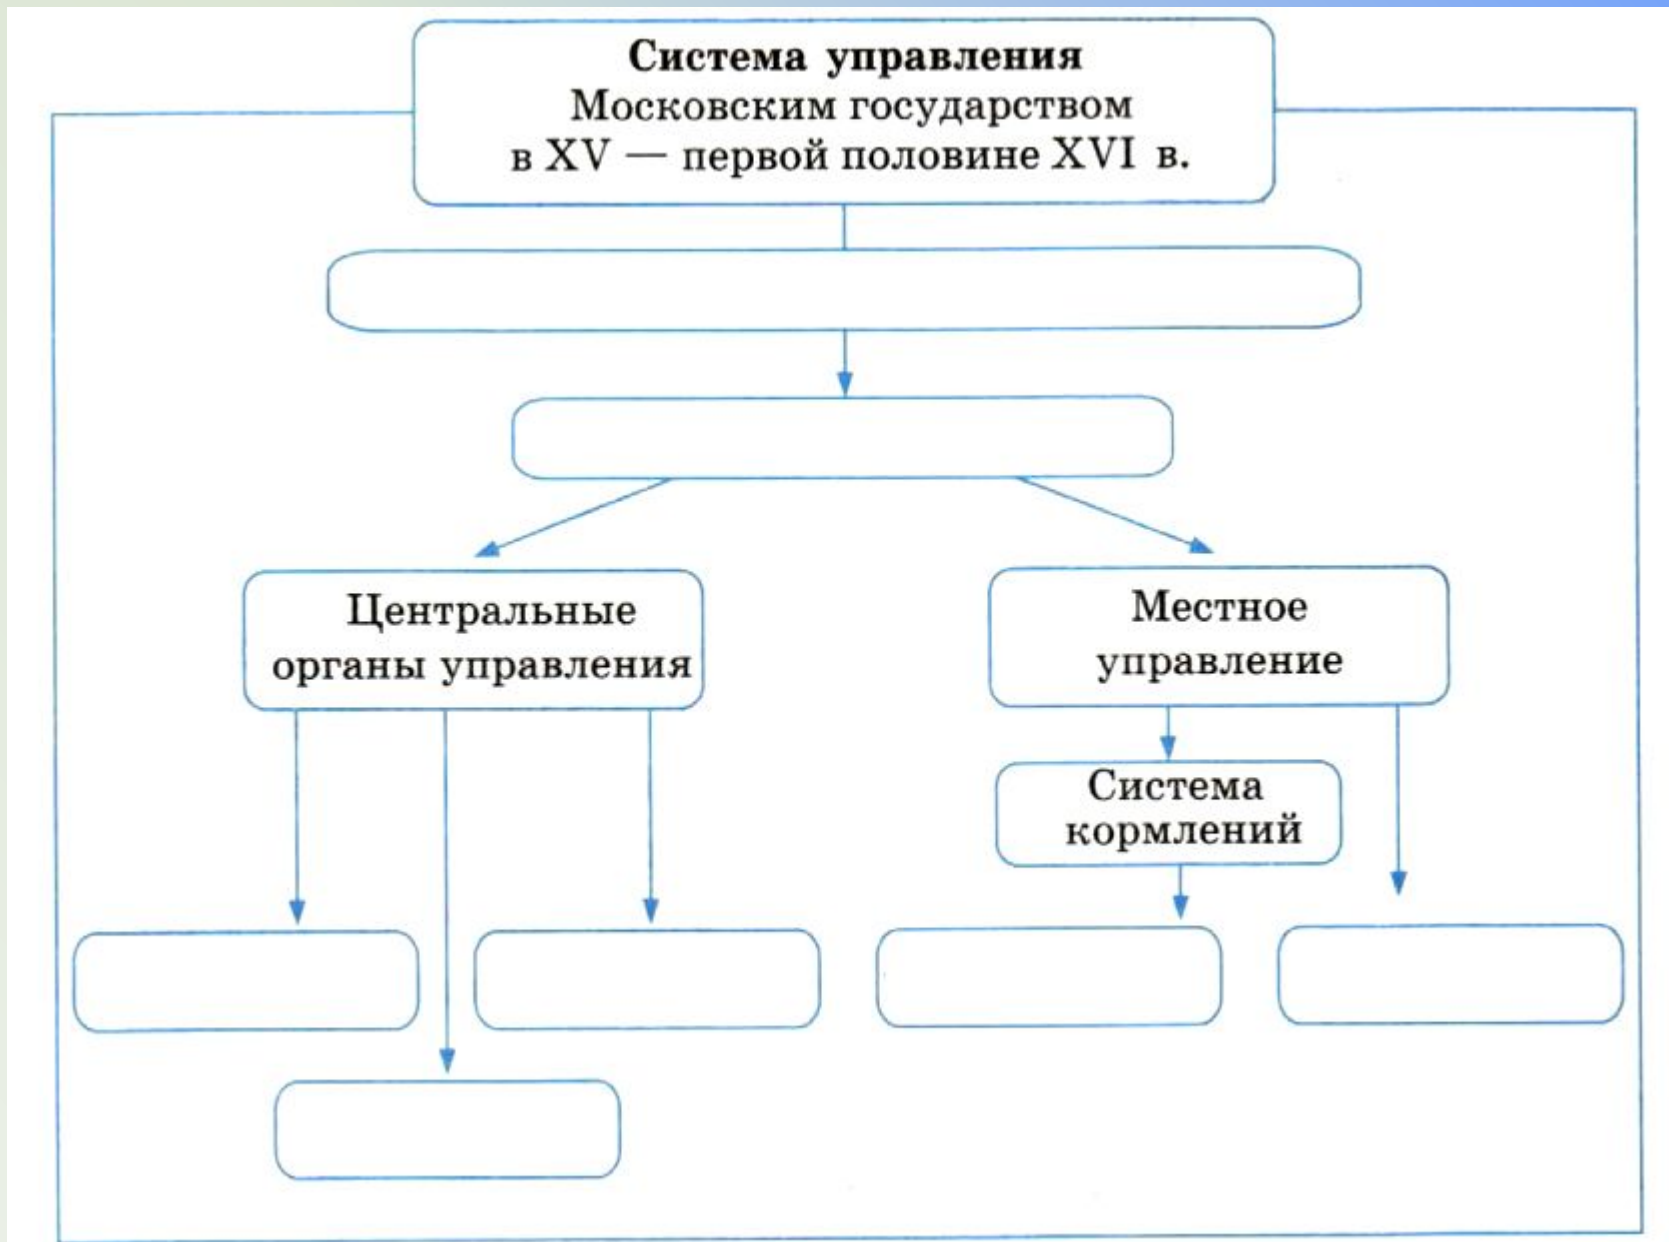 Система управления
Московским государством
в XV — первой половине XVI в.
Центральные
органы управления
Местное
управление
Система
кормлений